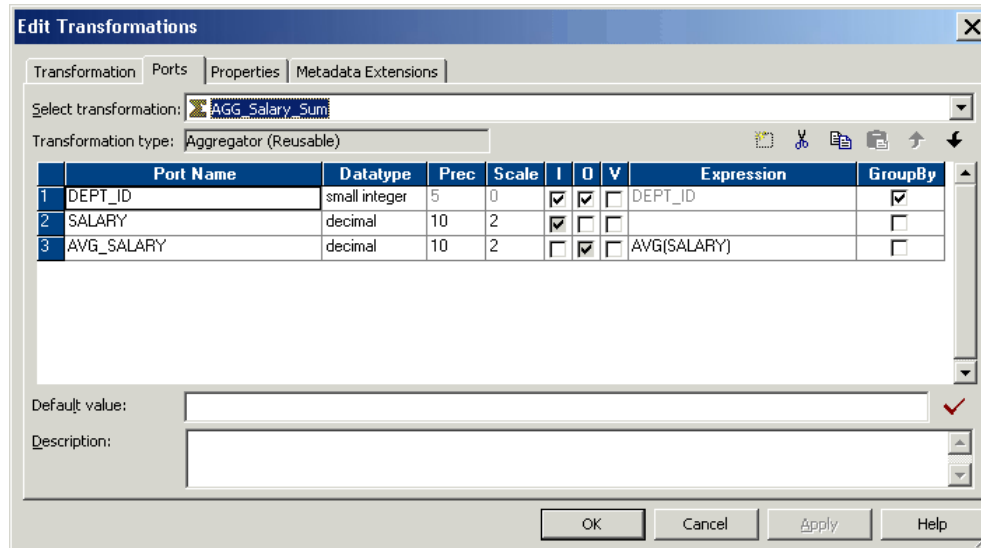 Edit Transformations
Transformation Ports Properties Metadata Extensions
Select transformation: AGG_Salary_Sum
Transformation type: Aggregator (Reusable)
Port Name Datatype Prec Scale I O V Expression GroupBy
1 DEPT_ID small integer 5 0 DEPT_ID
2 SALARY decimal 10 2
3 AVG_SALARY decimal 10 2 AVG(SALARY)
Default value:
Description:
OK Cancel Apply Help